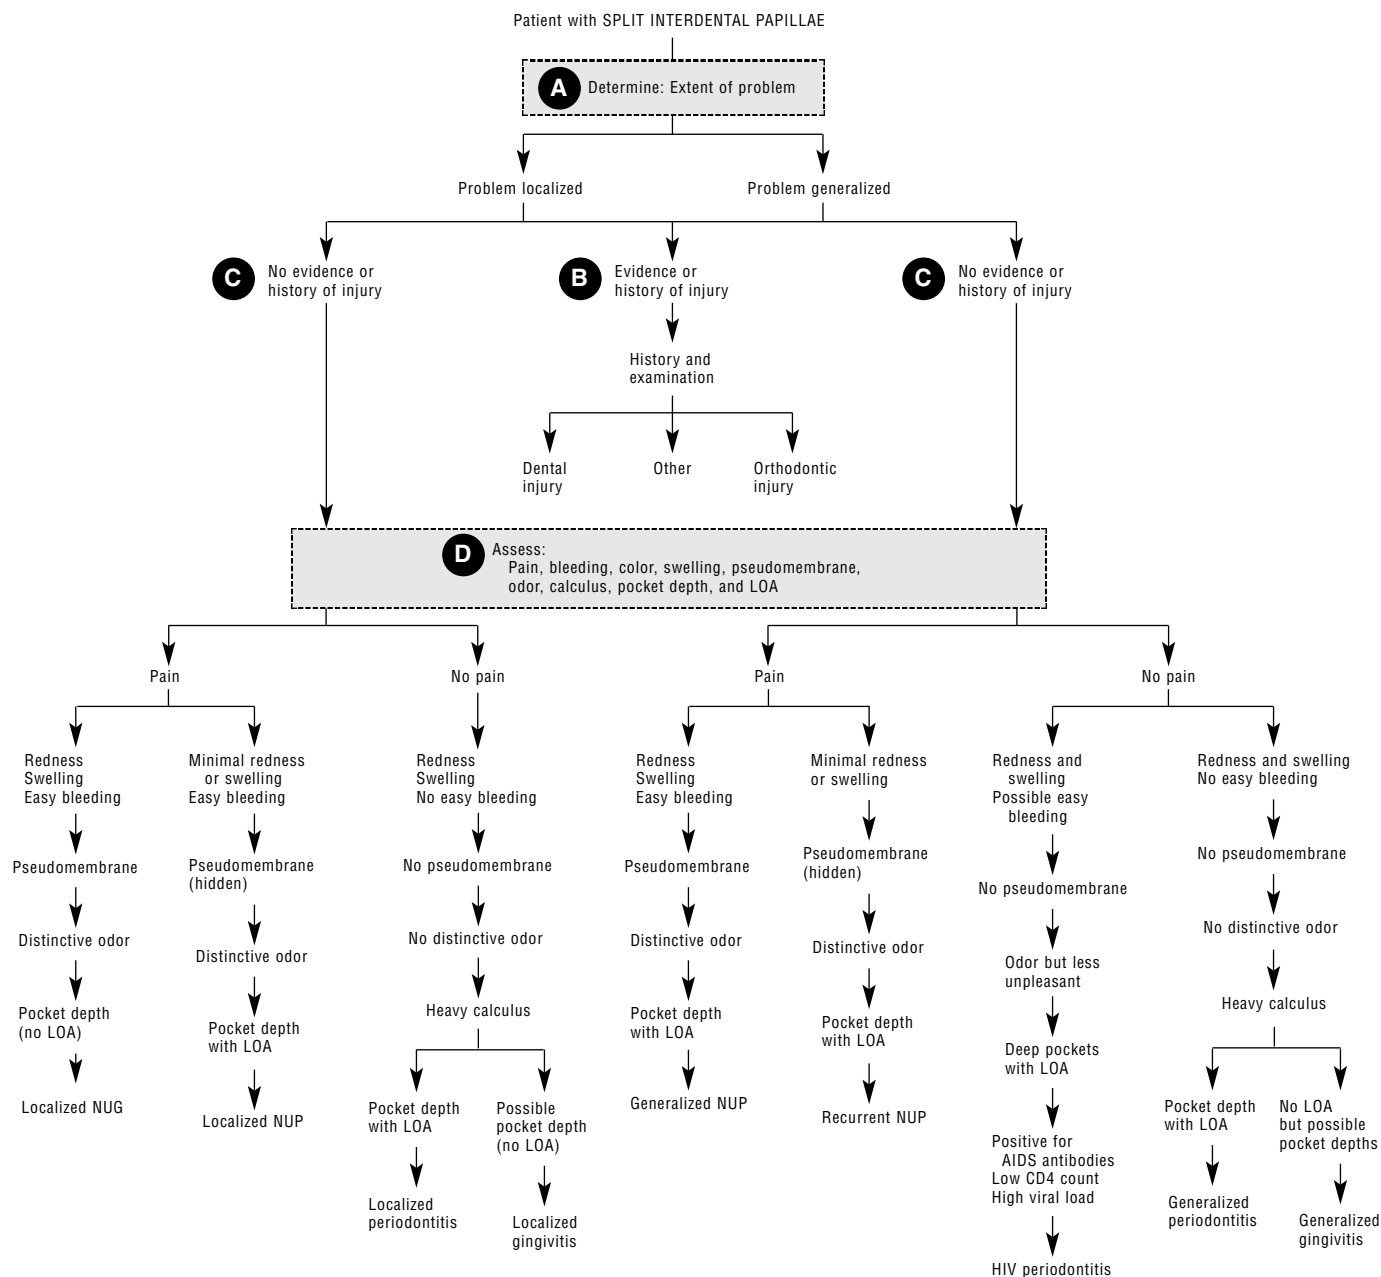 Patient with SPLIT INTERDENTAL PAPILLAE
A
Determine: Extent of problem
Problem localized
Problem generalized
C
No evidence or
history of injury
B
Evidence or
history of injury
C
No evidence or
history of injury
History and
examination
Dental
injury
Other
Orthodontic
injury
D
Assess:
Pain, bleeding, color, swelling, pseudomembrane,
odor, calculus, pocket depth, and LOA
Pain
No pain
Pain
No pain
Redness
Swelling
Easy bleeding
Pseudomembrane
Distinctive odor
Pocket depth
(no LOA)
Localized NUG
Minimal redness
or swelling
Easy bleeding
Pseudomembrane
(hidden)
Distinctive odor
Pocket depth
with LOA
Localized NUP
Redness
Swelling
No easy bleeding
No pseudomembrane
No distinctive odor
Heavy calculus
Pocket depth
with LOA
Localized
periodontitis
Possible
pocket depth
(no LOA)
Localized
gingivitis
Redness
Swelling
Easy bleeding
Pseudomembrane
Distinctive odor
Pocket depth
with LOA
Generalized NUP
Minimal redness
or swelling
Pseudomembrane
(hidden)
Distinctive odor
Pocket depth
with LOA
Recurrent NUP
Redness and
swelling
Possible easy
bleeding
No pseudomembrane
Odor but less
unpleasant
Deep pockets
with LOA
Positive for
AIDS antibodies
Low CD4 count
High viral load
HIV periodontitis
Redness and swelling
No easy bleeding
No pseudomembrane
No distinctive odor
Heavy calculus
Pocket depth
with LOA
Generalized
periodontitis
No LOA
but possible
pocket depths
Generalized
gingivitis